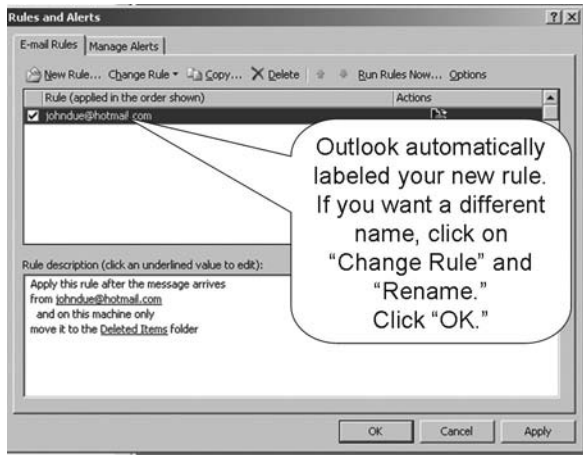 Rules and Alerts
E-mail Rules Manage Alerts
New Rule... Change Rule Copy... Delete Run Rules Now... Options
Rule (applied in the order shown) Actions
johndue@hotmail.com
Outlook automatically
labeled your new rule.
If you want a different
name, click on
“Change Rule” and
“Rename.”
Click “OK.”
Rule description (click an underlined value to edit):
Apply this rule after the message arrives
from johndue@hotmail.com
and on this machine only
move it to the Deleted Items folder
OK Cancel Apply